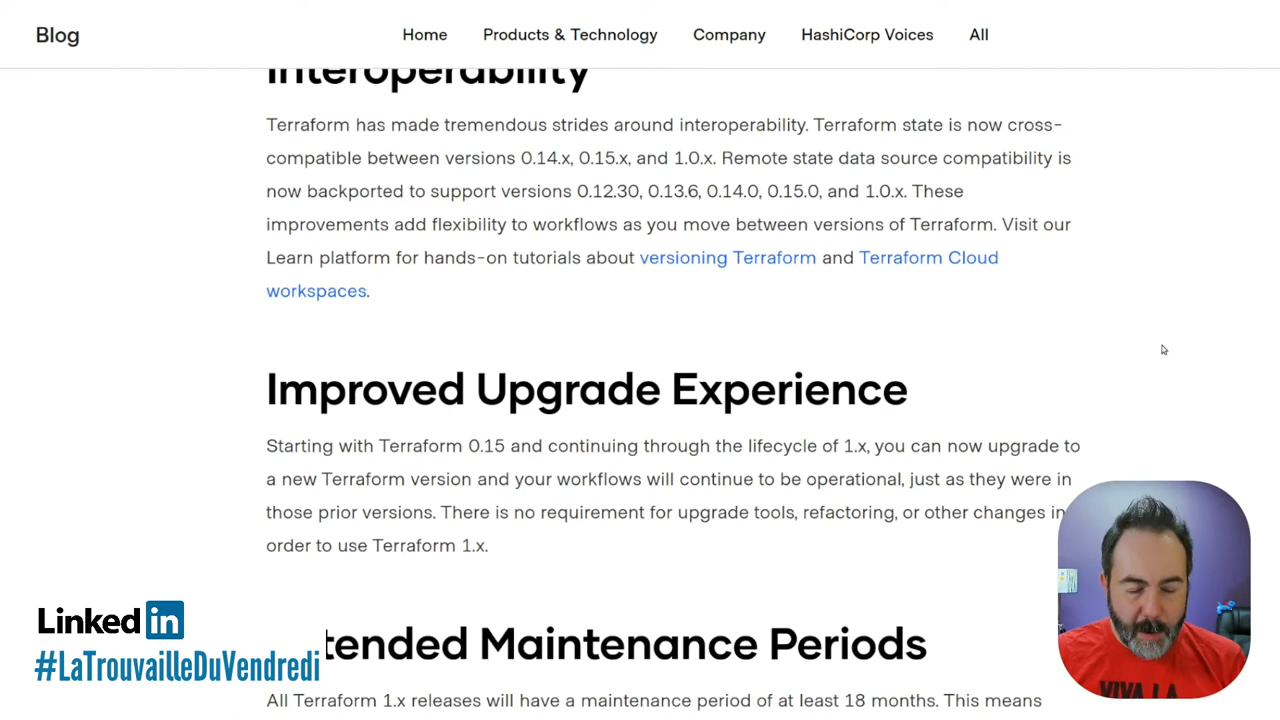 Blog
Home
Products & Technology
Company
HashiCorp Voices
All
Interoperability
Terraform has made tremendous strides around interoperability. Terraform state is now cross-
compatible between versions 0.14.x, 0.15.x, and 1.0.x. Remote state data source compatibility is
now backported to support versions 0.12.30, 0.13.6, 0.14.0, 0.15.0, and 1.0.x. These
improvements add flexibility to workflows as you move between versions of Terraform. Visit our
Learn platform for hands-on tutorials about versioning Terraform and Terraform Cloud
workspaces.
Improved Upgrade Experience
Starting with Terraform 0.15 and continuing through the lifecycle of 1.x, you can now upgrade to
a new Terraform version and your workflows will continue to be operational, just as they were in
those prior versions. There is no requirement for upgrade tools, refactoring, or other changes in
order to use Terraform 1.x.
tended Maintenance Periods
All Terraform 1.x releases will have a maintenance period of at least 18 months. This means
Linked in
#LaTrouvailleDuVendredi
VIVA LA